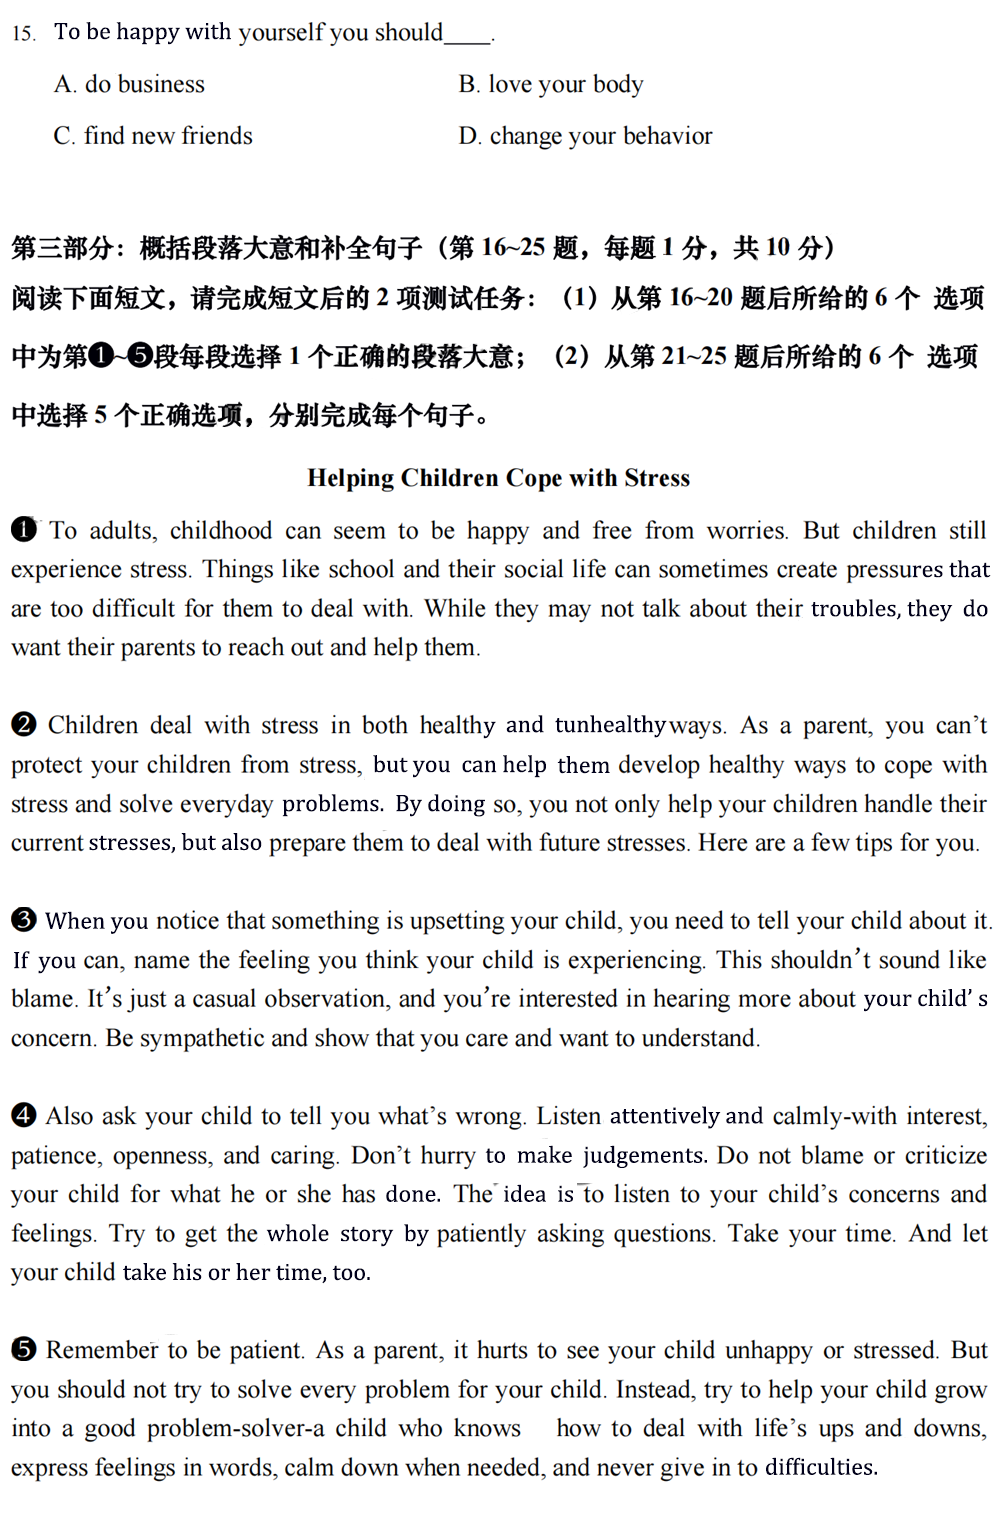 15. To be happy with yourself you should____.
A. do business B. love your body
C. find new friends D. change your behavior
第三部分：概括段落大意和补全句子（第 16~25 题，每题 1 分，共 10 分）
阅读下面短文，请完成短文后的 2 项测试任务：（1）从第 16~20 题后所给的 6 个 选项
中为第❶~❺段每段选择 1 个正确的段落大意；（2）从第 21~25 题后所给的 6 个 选项
中选择 5 个正确选项，分别完成每个句子。
Helping Children Cope with Stress
❶ To adults, childhood can seem to be happy and free from worries. But children still
experience stress. Things like school and their social life can sometimes create pressures that
are too difficult for them to deal with. While they may not talk about their troubles, they do
want their parents to reach out and help them.
❷ Children deal with stress in both healthy and tunhealthyways. As a parent, you can’t
protect your children from stress, but you can help them develop healthy ways to cope with
stress and solve everyday problems. By doing so, you not only help your children handle their
current stresses, but also prepare them to deal with future stresses. Here are a few tips for you.
❸ When you notice that something is upsetting your child, you need to tell your child about it.
If you can, name the feeling you think your child is experiencing. This shouldn’t sound like
blame. It’s just a casual observation, and you’re interested in hearing more about your child’s
concern. Be sympathetic and show that you care and want to understand.
❹ Also ask your child to tell you what’s wrong. Listen attentively and calmly-with interest,
patience, openness, and caring. Don’t hurry to make judgements. Do not blame or criticize
your child for what he or she has done. The idea is to listen to your child’s concerns and
feelings. Try to get the whole story by patiently asking questions. Take your time. And let
your child take his or her time, too.
❺ Remember to be patient. As a parent, it hurts to see your child unhappy or stressed. But
you should not try to solve every problem for your child. Instead, try to help your child grow
into a good problem-solver-a child who knows how to deal with life’s ups and downs,
express feelings in words, calm down when needed, and never give in to difficulties.